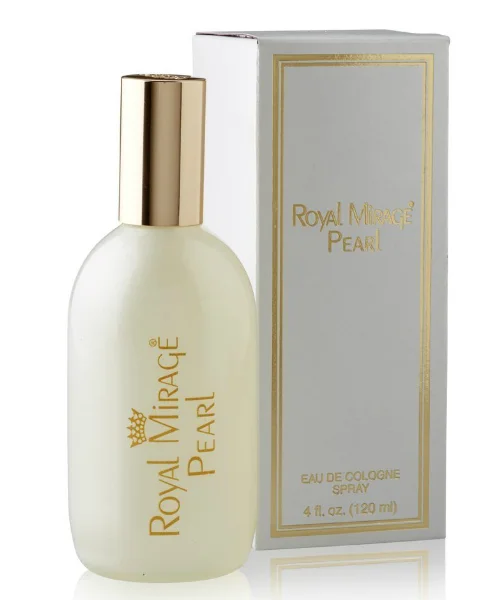 ROYAL MIRAGE®
PEARL
ROYAL MIRAGE®
PEARL
EAU DE COLOGNE
SPRAY
4 fl. oz. (120 ml)